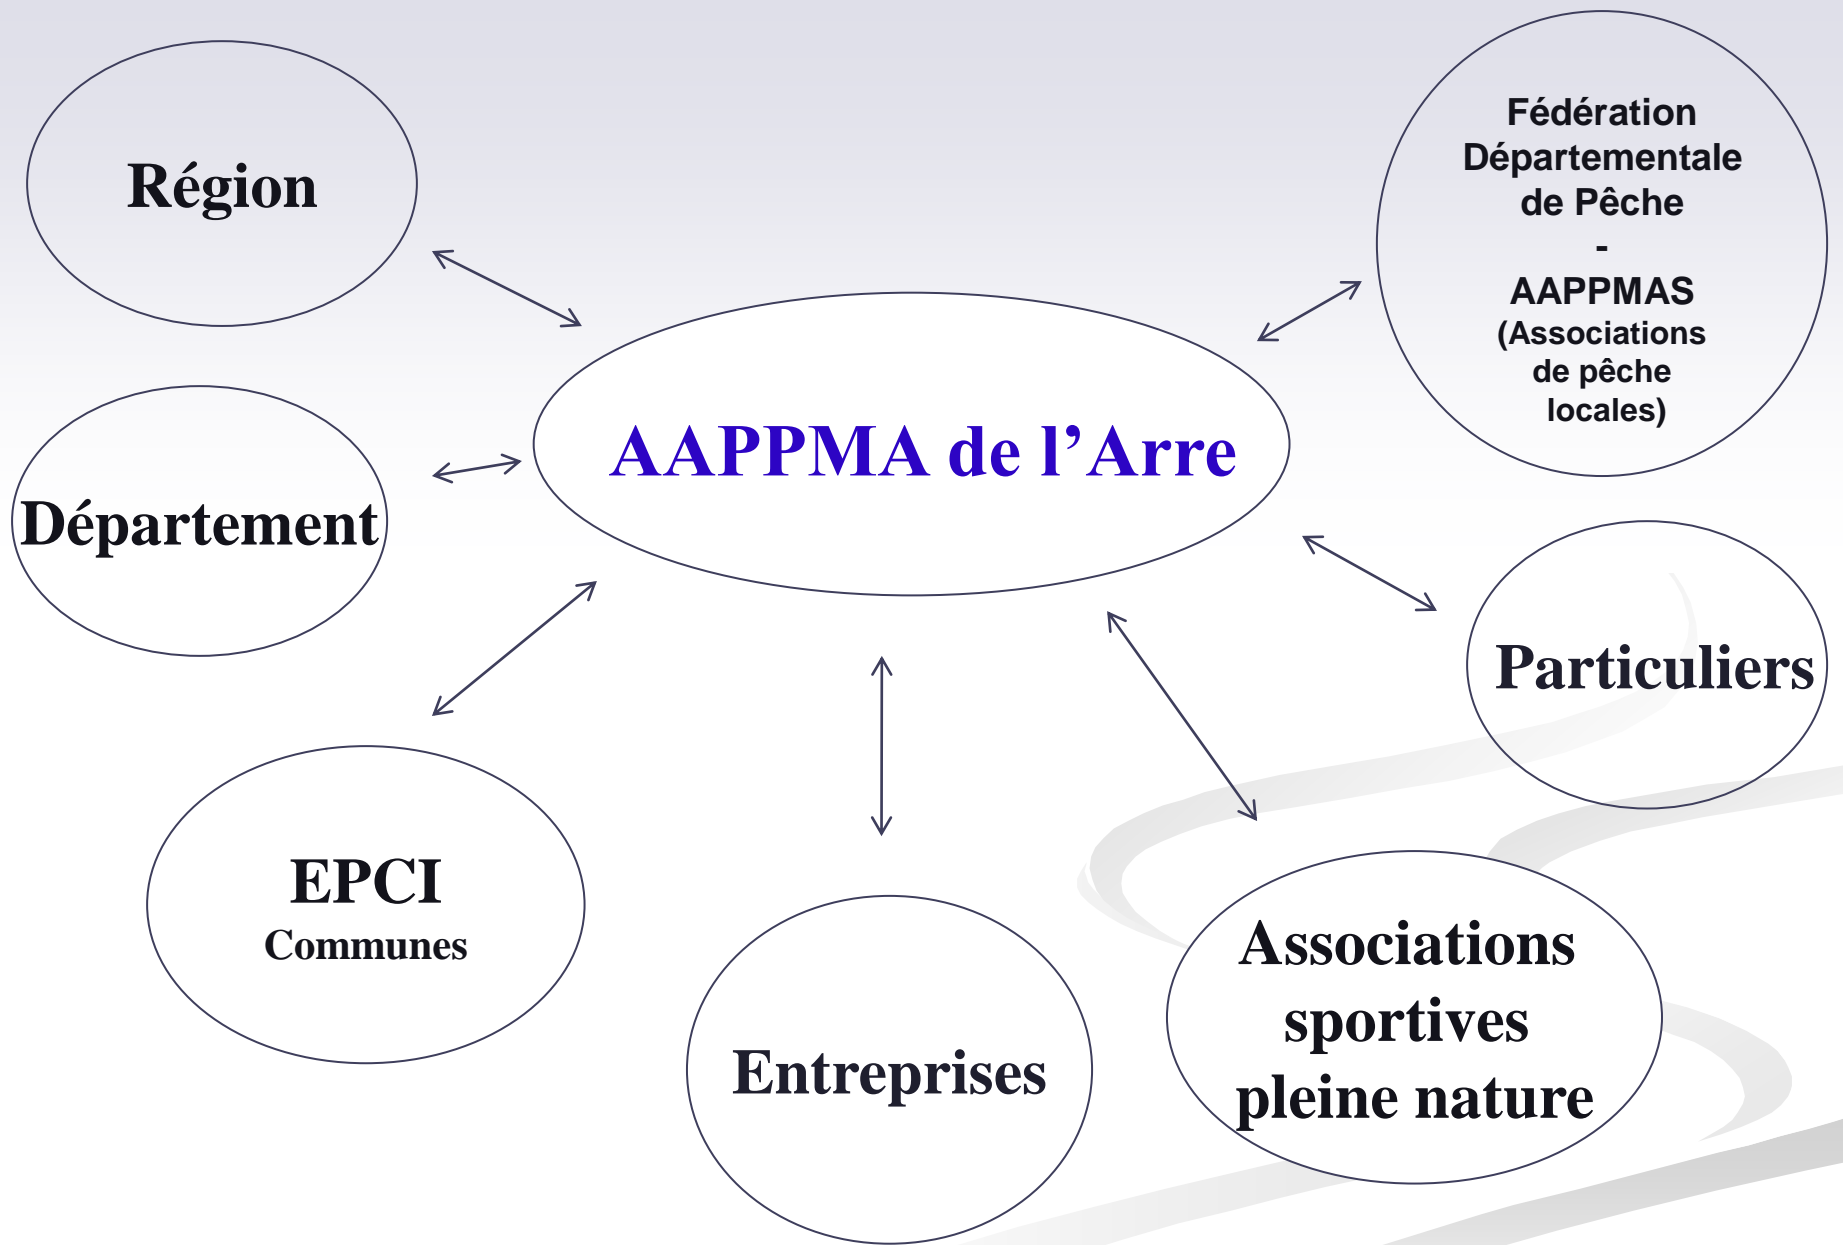 Région
Fédération
Départementale
de Pêche
-
AAPPMAS
(Associations
de pêche
locales)
AAPPMA de l’Arre
Département
Particuliers
EPCI
Communes
Associations
sportives
pleine nature
Entreprises